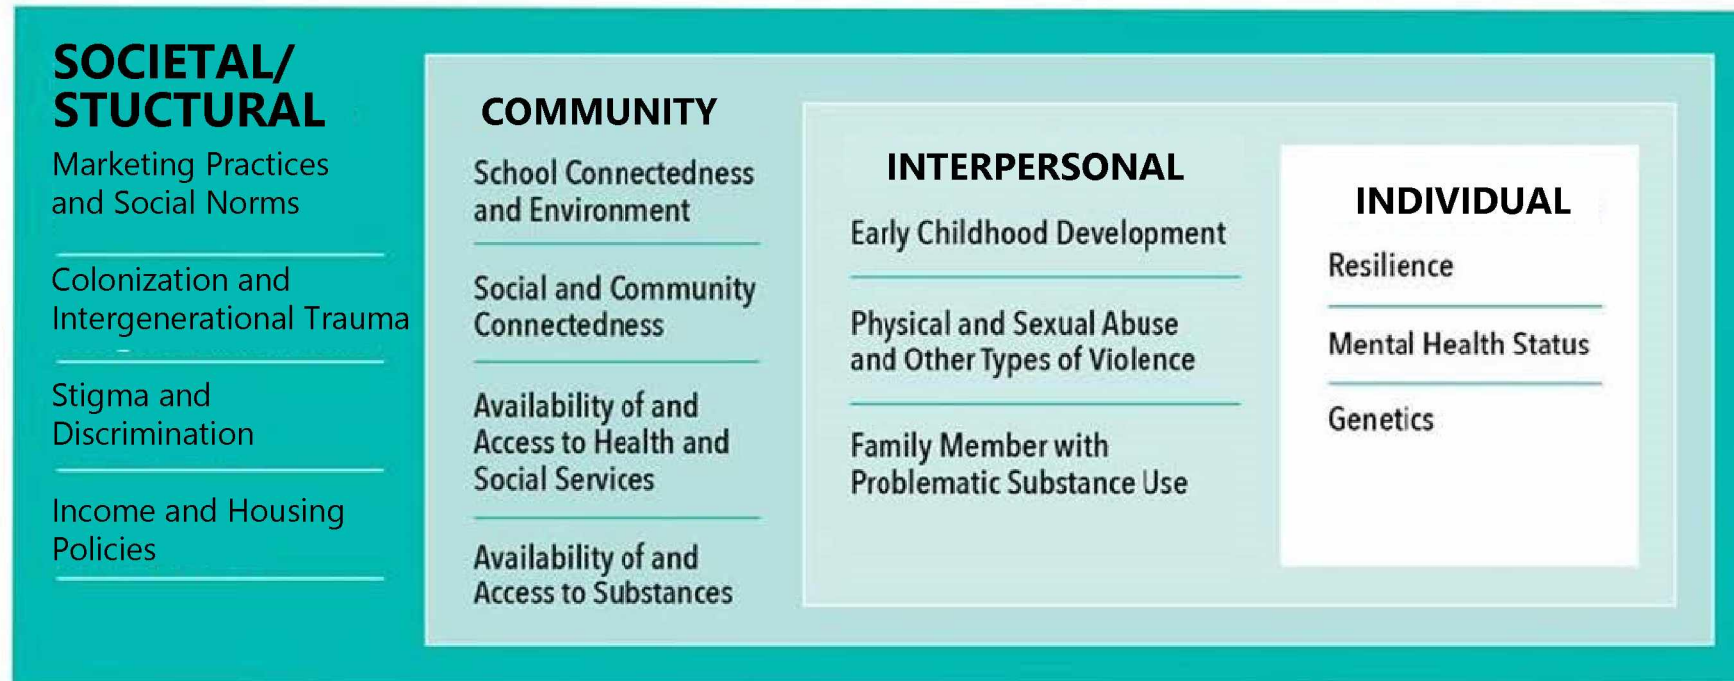 SOCIETAL/
STUCTURAL
Marketing Practices
and Social Norms
Colonization and
Intergenerational Trauma
Stigma and
Discrimination
Income and Housing
Policies
COMMUNITY
School Connectedness
and Environment
Social and Community
Connectedness
Availability of and
Access to Health and
Social Services
Availability of and
Access to Substances
INTERPERSONAL
Early Childhood Development
Physical and Sexual Abuse
and Other Types of Violence
Family Member with
Problematic Substance Use
INDIVIDUAL
Resilience
Mental Health Status
Genetics